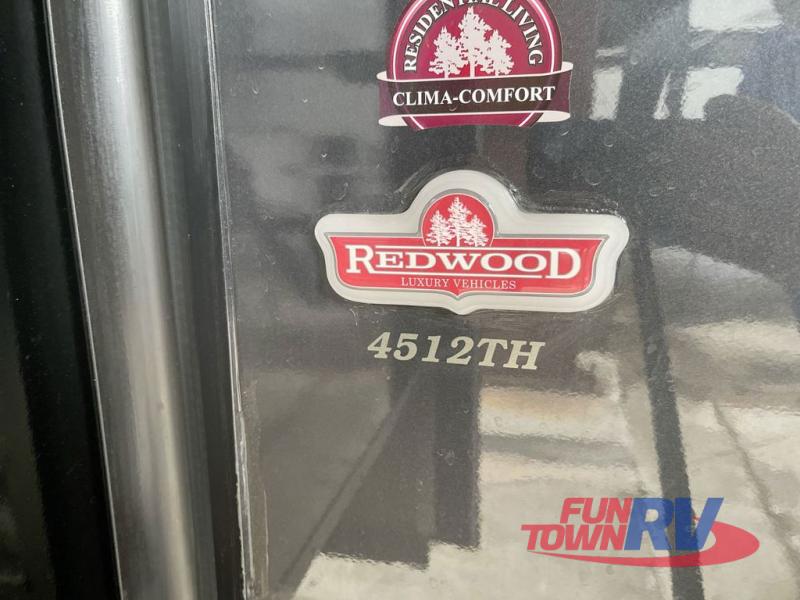 RESIDENTIAL LIVING
CLIMA-COMFORT
REDWOOD
LUXURY VEHICLES
4512TH
FUN
TOWN RV